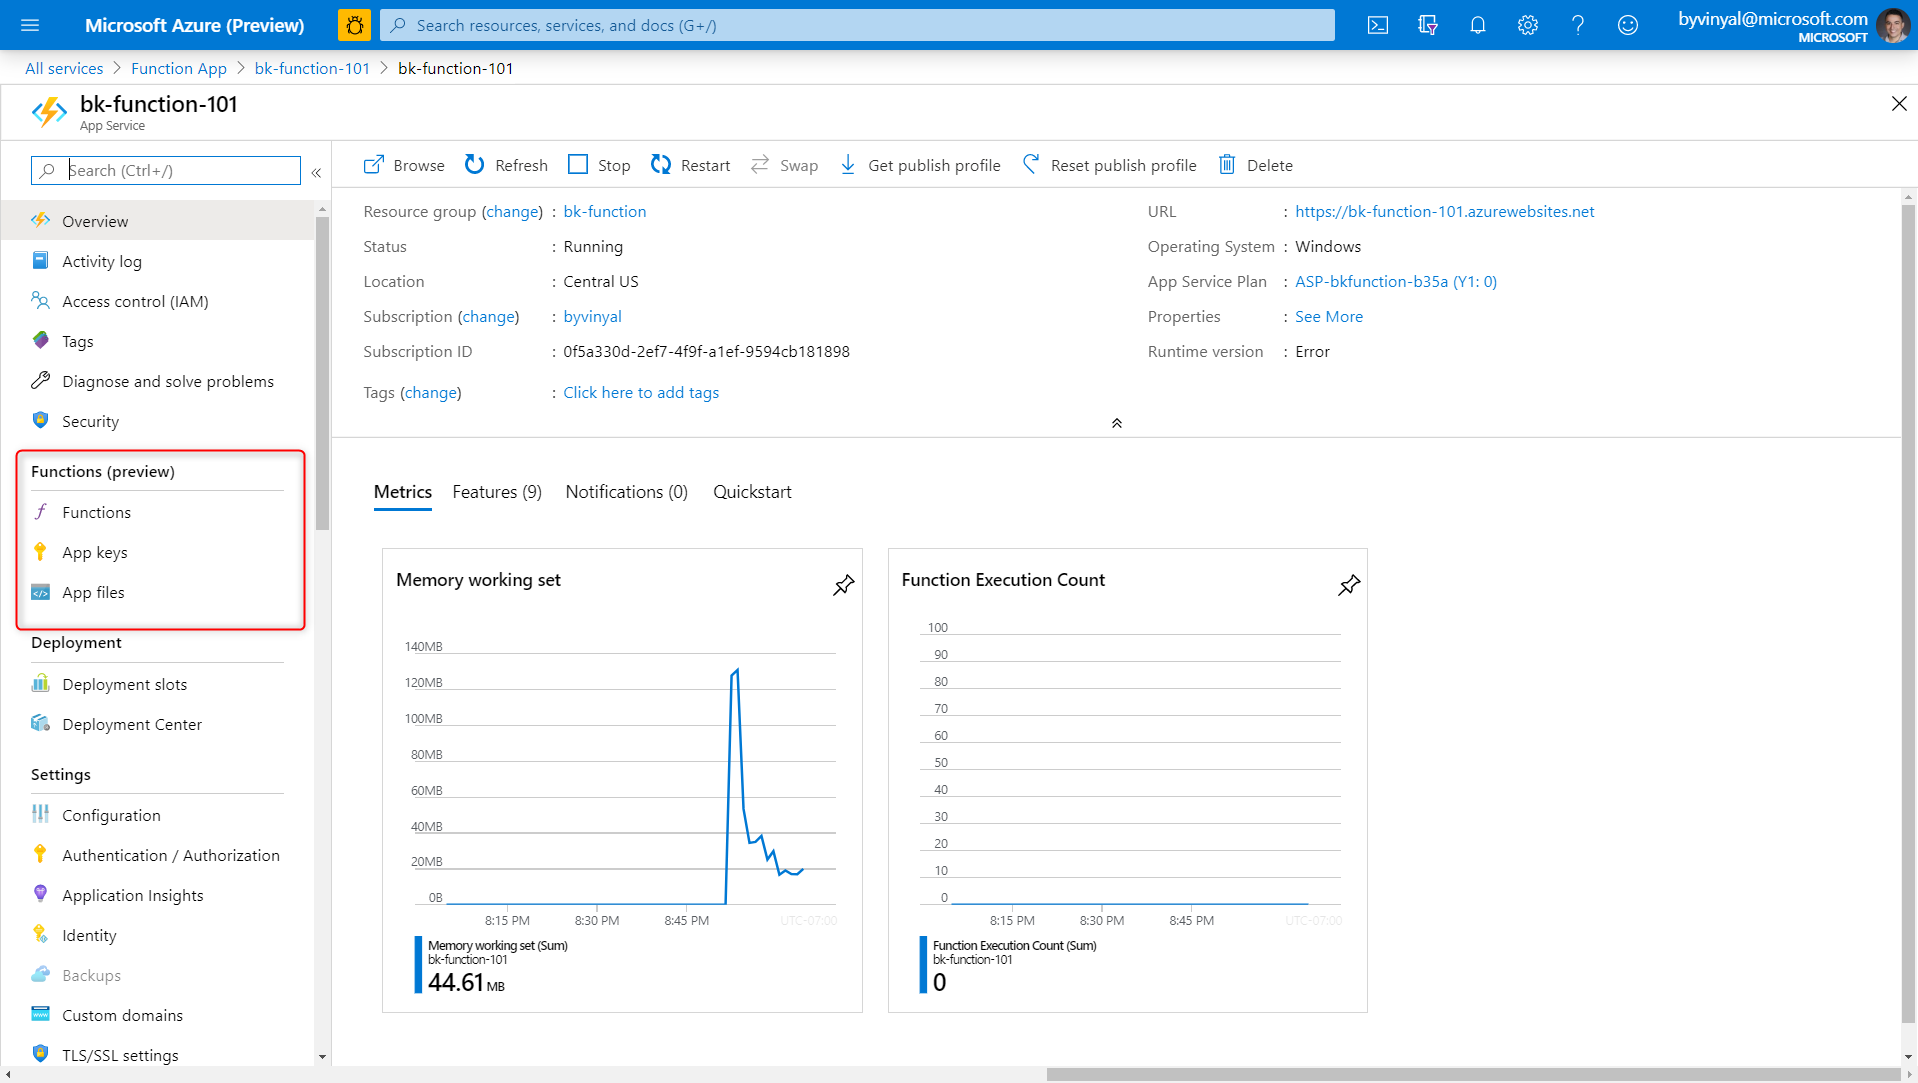 Microsoft Azure (Preview)
Search resources, services, and docs (G+/)
byvinyal@microsoft.com
MICROSOFT
All services > Function App > bk-function-101 > bk-function-101
bk-function-101
App Service
Search (Ctrl+/)
«
Browse Refresh Stop Restart Swap Get publish profile Reset publish profile Delete
Overview
Activity log
Access control (IAM)
Tags
Diagnose and solve problems
Security
Functions (preview)
Functions
App keys
App files
Deployment
Deployment slots
Deployment Center
Settings
Configuration
Authentication / Authorization
Application Insights
Identity
Backups
Custom domains
TLS/SSL settings
Resource group (change) : bk-function
Status : Running
Location : Central US
Subscription (change) : byvinyal
Subscription ID : 0f5a330d-2ef7-4f9f-a1ef-9594cb181898
Tags (change) : Click here to add tags
URL : https://bk-function-101.azurewebsites.net
Operating System : Windows
App Service Plan : ASP-bkfunction-b35a (Y1: 0)
Properties : See More
Runtime version : Error
Metrics Features (9) Notifications (0) Quickstart
Memory working set
140MB
120MB
100MB
80MB
60MB
40MB
20MB
0B
8:15 PM 8:30 PM 8:45 PM UTC-07:00
Memory working set (Sum)
bk-function-101
44.61 MB
Function Execution Count
100
90
80
70
60
50
40
30
20
10
0
8:15 PM 8:30 PM 8:45 PM UTC-07:00
Function Execution Count (Sum)
bk-function-101
0